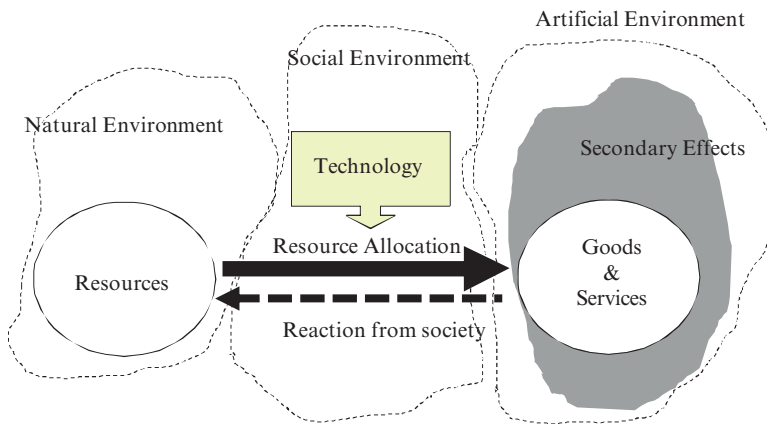 Artificial Environment
Social Environment
Natural Environment
Technology
Secondary Effects
Resource Allocation
Resources
Goods
&
Services
Reaction from society